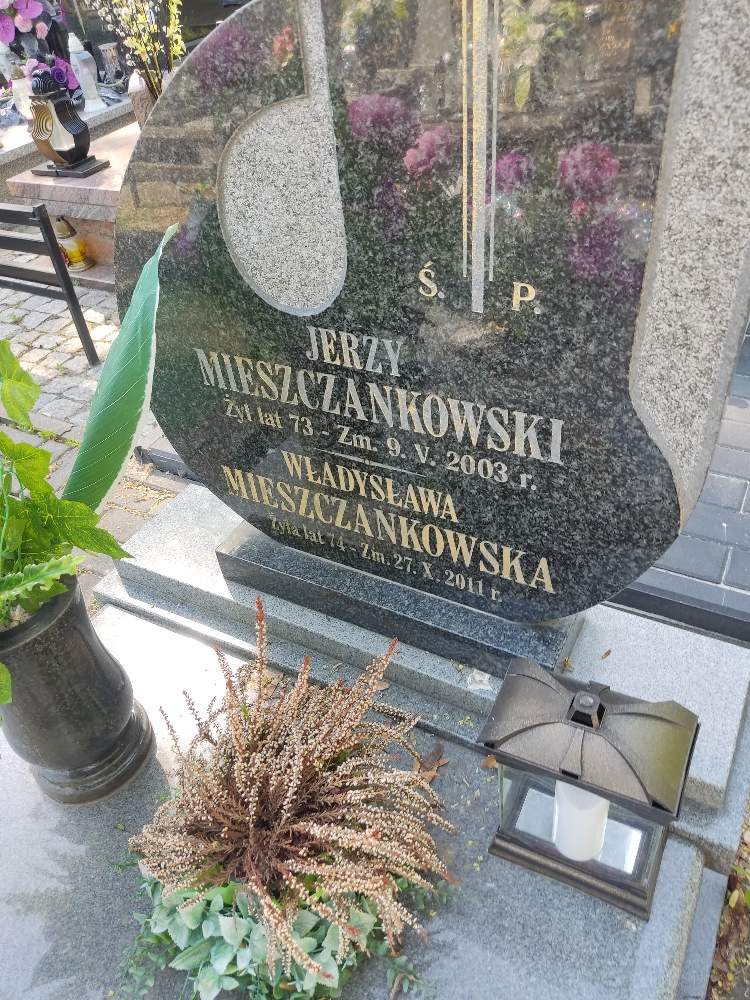 Ś. P.
JERZY
MIESZCZANKOWSKI
Żył lat 73 - Zm. 9. V. 2003 r.
WŁADYSŁAWA
MIESZCZANKOWSKA
Żyła lat 74 - Zm. 27. X. 2011 r.